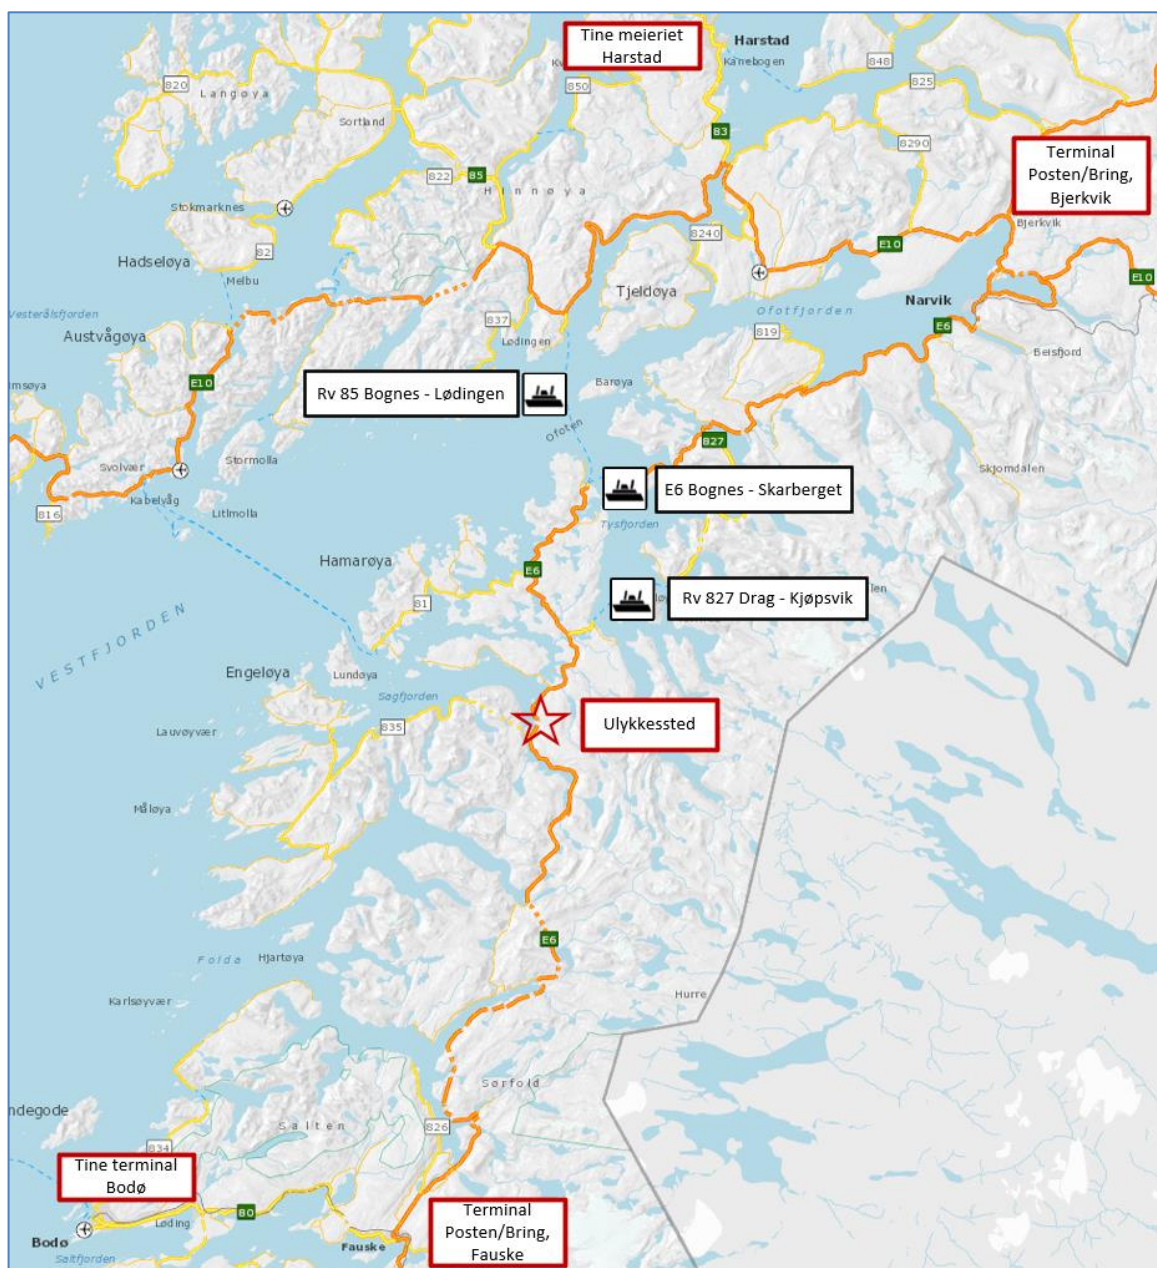 Tine meieriet
Harstad
Harstad
Kanebogen
848
825
820
Langøya
850
Sortland
83
8290
Terminal
Posten/Bring,
Bjerkvik
822
85
Hinnøya
Stokmarknes
82
8240
E10
Bjerkvik
Hadseløya
Melbu
Tjeldøya
E10
Vesterålsfjorden
837
Ofotfjorden
Narvik
E6
Austvågøya
Lødingen
819
Beisfjord
E10
Rv 85 Bognes - Lødingen
Barøya
Ofoten
827
Svolvær
Stormolla
Skjomdalen
Kabelvåg
816
Litlmolla
E6 Bognes - Skarberget
Tysfjorden
Hamarøya
E6
81
Rv 827 Drag - Kjøpsvik
VESTFJORDEN
Engeløya
Lundøya
Sagfjorden
Lauvøyvær
835
Ulykkessted
Måløya
E6
Folda
Hjartøya
Karlsøyvær
Hurre
Sørfold
Salten
826
834
Tine terminal
Bodø
80
Løding
Bodø
Fauske
Saltfjorden
Terminal
Posten/Bring,
Fauske